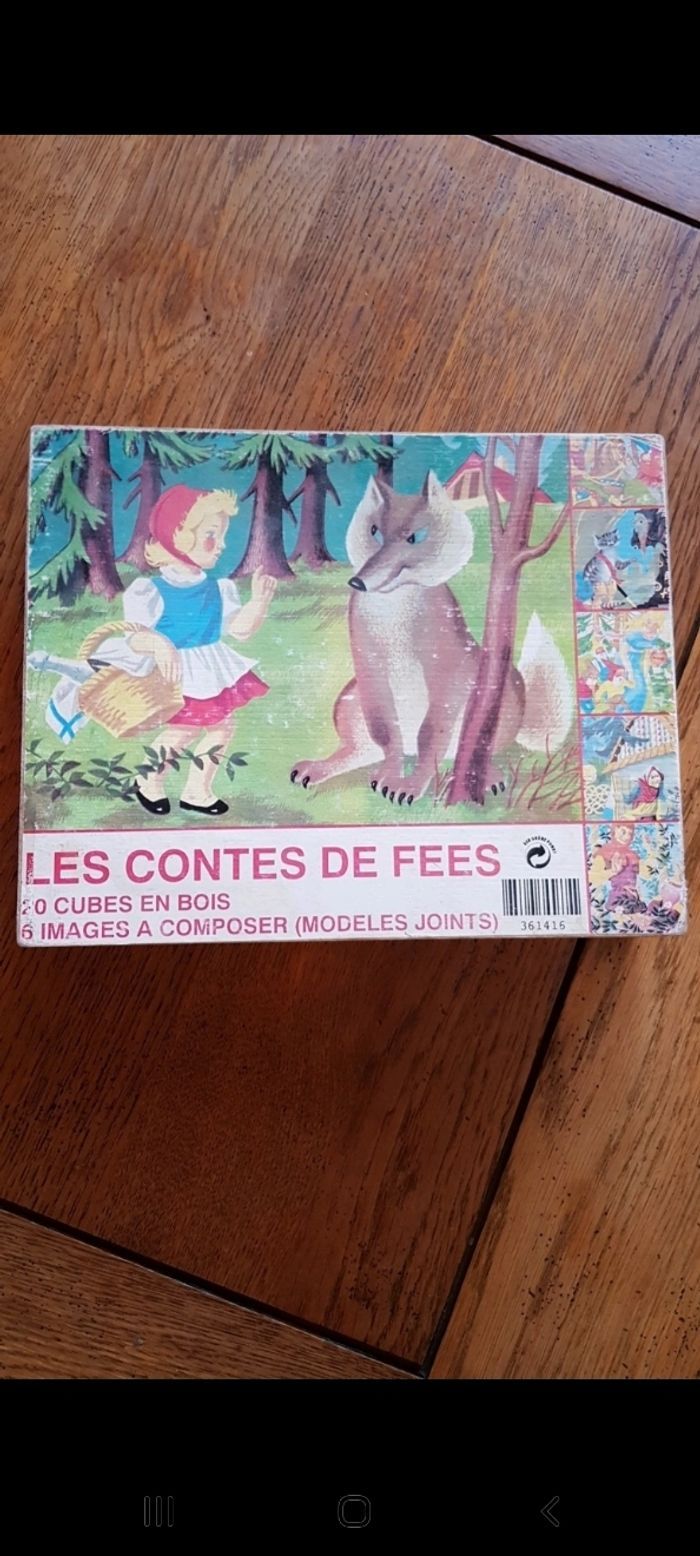 LES CONTES DE FEES
20 CUBES EN BOIS
6 IMAGES A COMPOSER (MODELES JOINTS)
361416